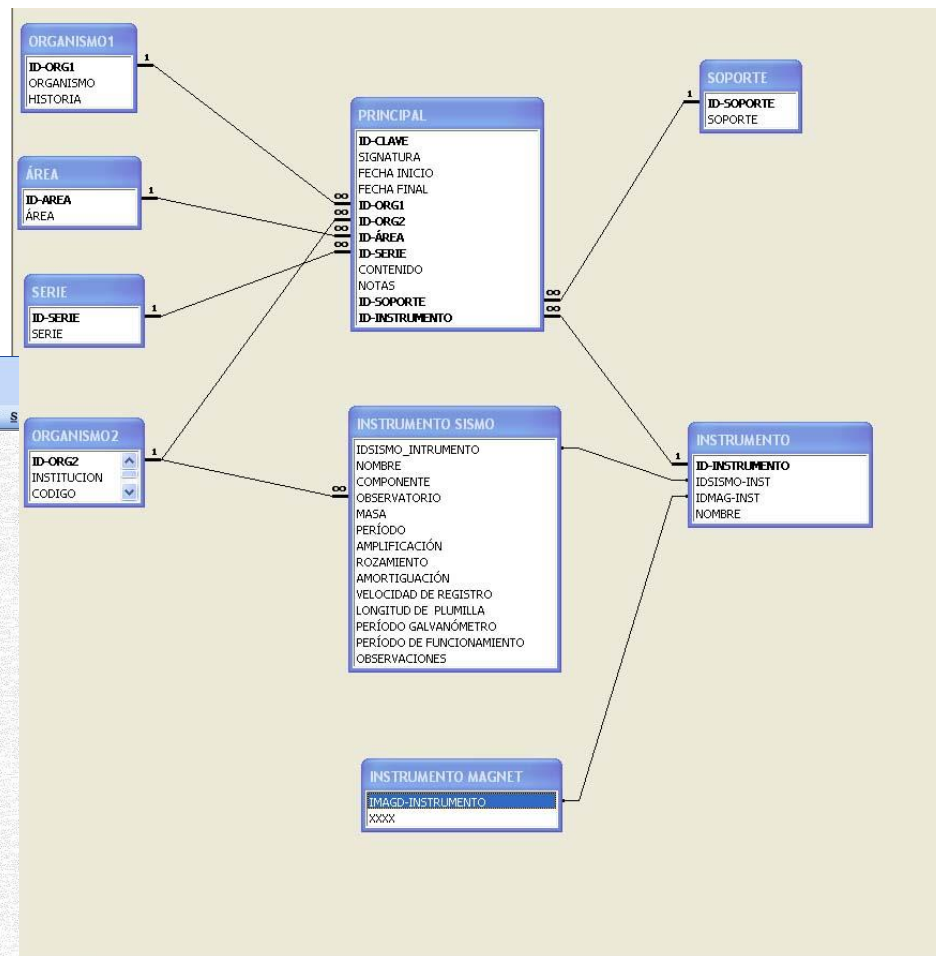 ORGANISMO1
ID-ORG1
ORGANISMO
HISTORIA
1
ÁREA
ID-AREA
ÁREA
1
SERIE
ID-SERIE
SERIE
1
S
ORGANISMO2
ID-ORG2
INSTITUCION
CODIGO
1
PRINCIPAL
ID-CLAVE
SIGNATURA
FECHA INICIO
FECHA FINAL
∞ ID-ORG1
∞ ID-ORG2
∞ ID-ÁREA
∞ ID-SERIE
CONTENIDO
NOTAS
ID-SOPORTE ∞
ID-INSTRUMENTO ∞
INSTRUMENTO SISMO
IDSISMO_INTRUMENTO
NOMBRE
COMPONENTE
∞ OBSERVATORIO
MASA
PERÍODO
AMPLIFICACIÓN
ROZAMIENTO
AMORTIGUACIÓN
VELOCIDAD DE REGISTRO
LONGITUD DE PLUMILLA
PERÍODO GALVANÓMETRO
PERÍODO DE FUNCIONAMIENTO
OBSERVACIONES
INSTRUMENTO MAGNET
IMAGD-INSTRUMENTO
XXXX
SOPORTE
1 ID-SOPORTE
SOPORTE
INSTRUMENTO
1 ID-INSTRUMENTO
IDSISMO-INST
IDMAG-INST
NOMBRE